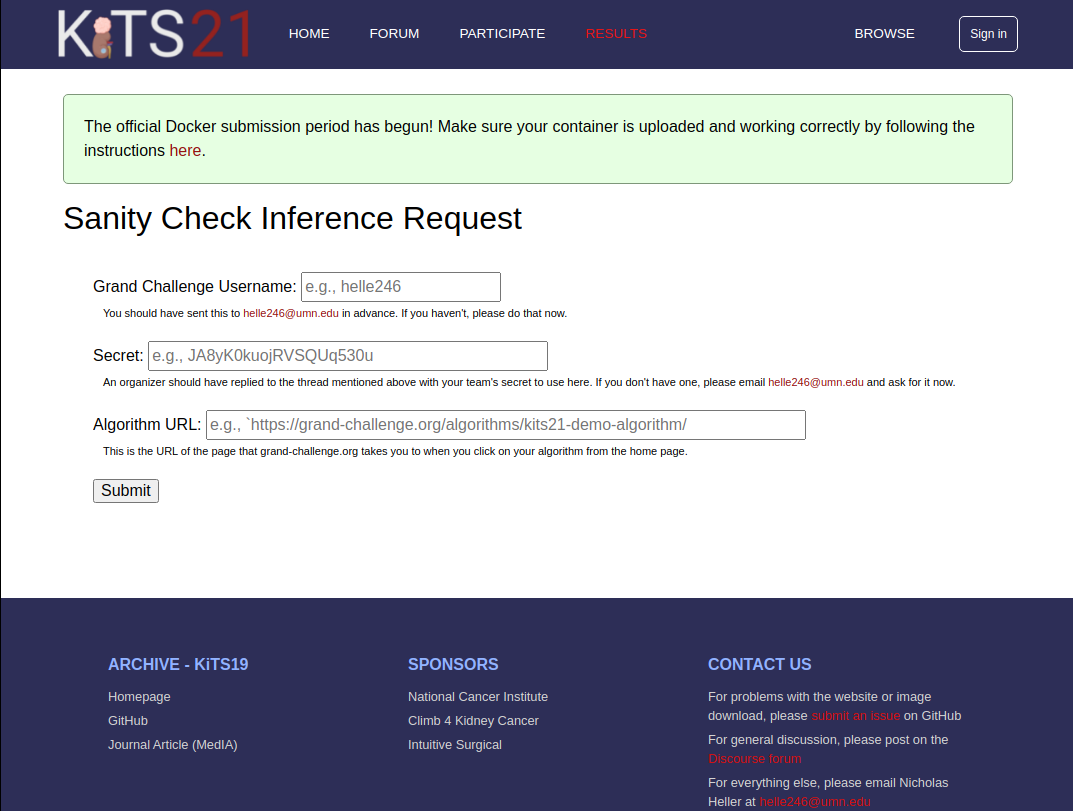 KiTS21
HOME FORUM PARTICIPATE RESULTS BROWSE Sign in
The official Docker submission period has begun! Make sure your container is uploaded and working correctly by following the
instructions here.
Sanity Check Inference Request
Grand Challenge Username: e.g., helle246
You should have sent this to helle246@umn.edu in advance. If you haven't, please do that now.
Secret: e.g., JA8yK0kuojRVSQUq530u
An organizer should have replied to the thread mentioned above with your team's secret to use here. If you don't have one, please email helle246@umn.edu and ask for it now.
Algorithm URL: e.g., `https://grand-challenge.org/algorithms/kits21-demo-algorithm/
This is the URL of the page that grand-challenge.org takes you to when you click on your algorithm from the home page.
Submit
ARCHIVE - KiTS19
Homepage
GitHub
Journal Article (MedIA)
SPONSORS
National Cancer Institute
Climb 4 Kidney Cancer
Intuitive Surgical
CONTACT US
For problems with the website or image
download, please submit an issue on GitHub
For general discussion, please post on the
Discourse forum
For everything else, please email Nicholas
Heller at helle246@umn.edu